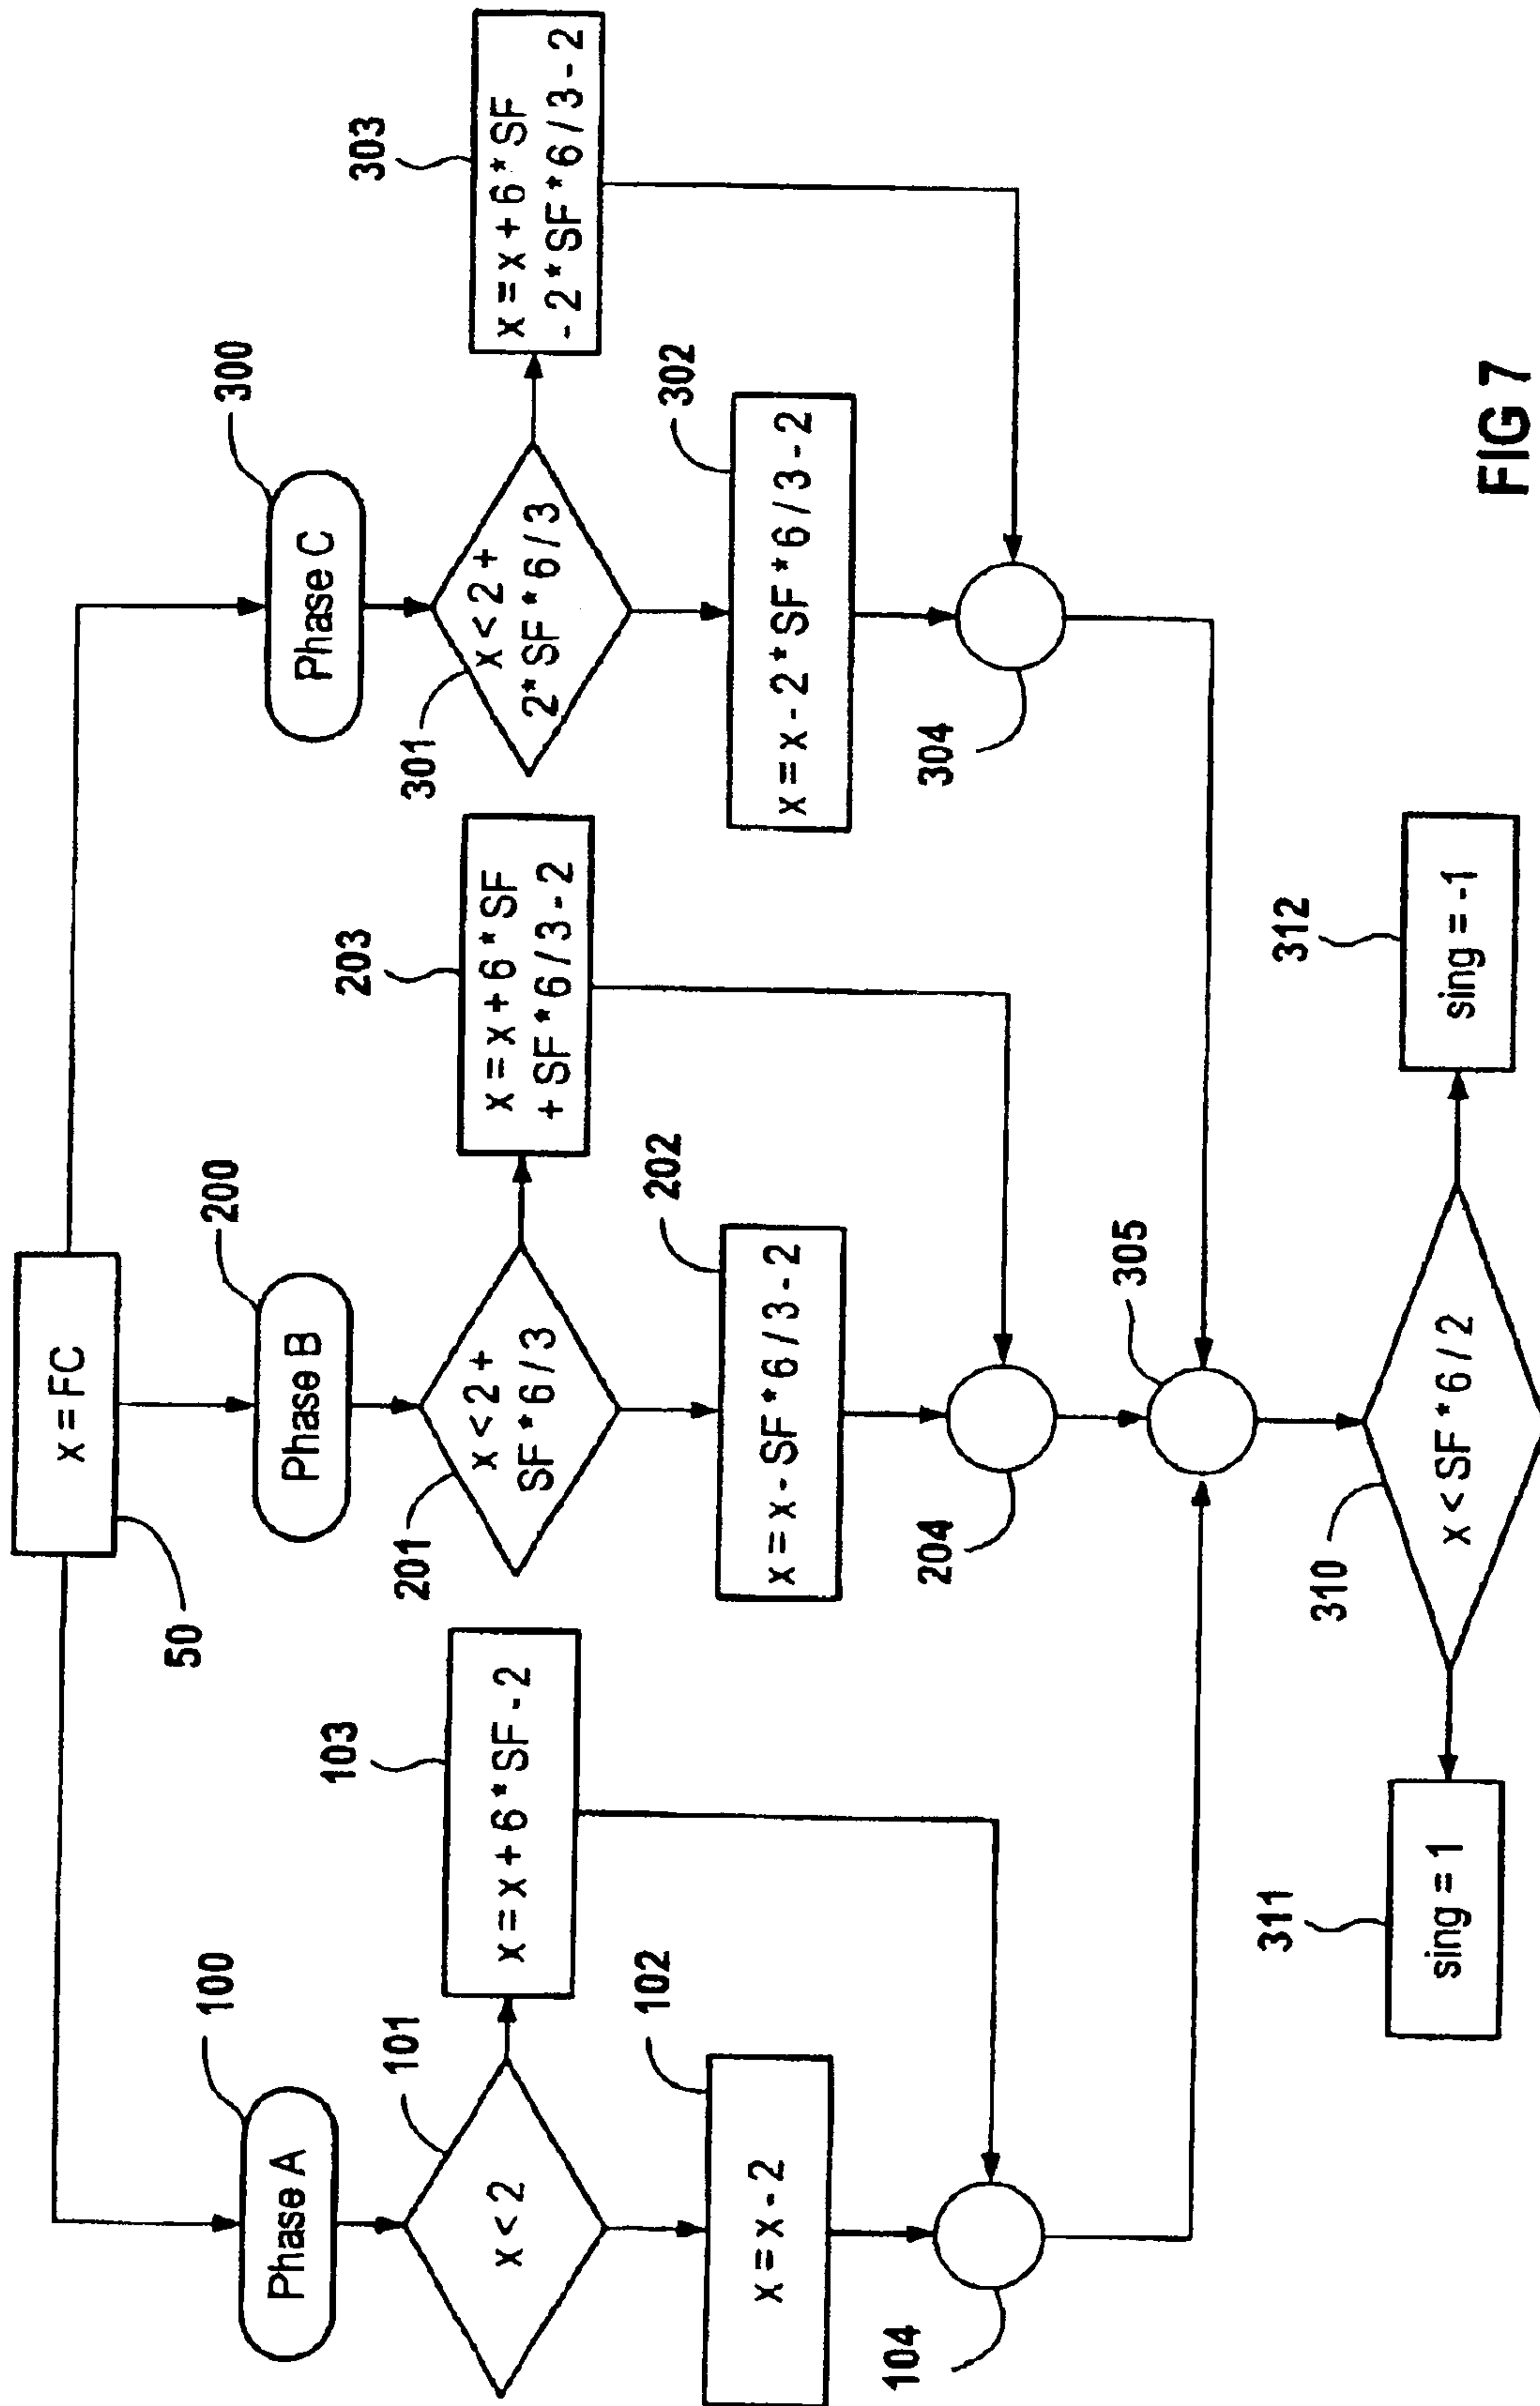 x = FC
50
100
Phase A
101
x < 2
103
x = x + 6 * SF - 2
102
x = x - 2
104
200
Phase B
201
x < 2 +
SF * 6 / 3
203
x = x + 6 * SF
+ SF * 6 / 3 - 2
202
x = x - SF * 6 / 3 - 2
204
300
Phase C
301
x < 2 +
2 * SF * 6 / 3
303
x = x + 6 * SF
- 2 * SF * 6 / 3 - 2
302
x = x - 2 * SF * 6 / 3 - 2
304
305
310
x < SF * 6 / 2
311
sing = 1
312
sing = -1
FIG 7